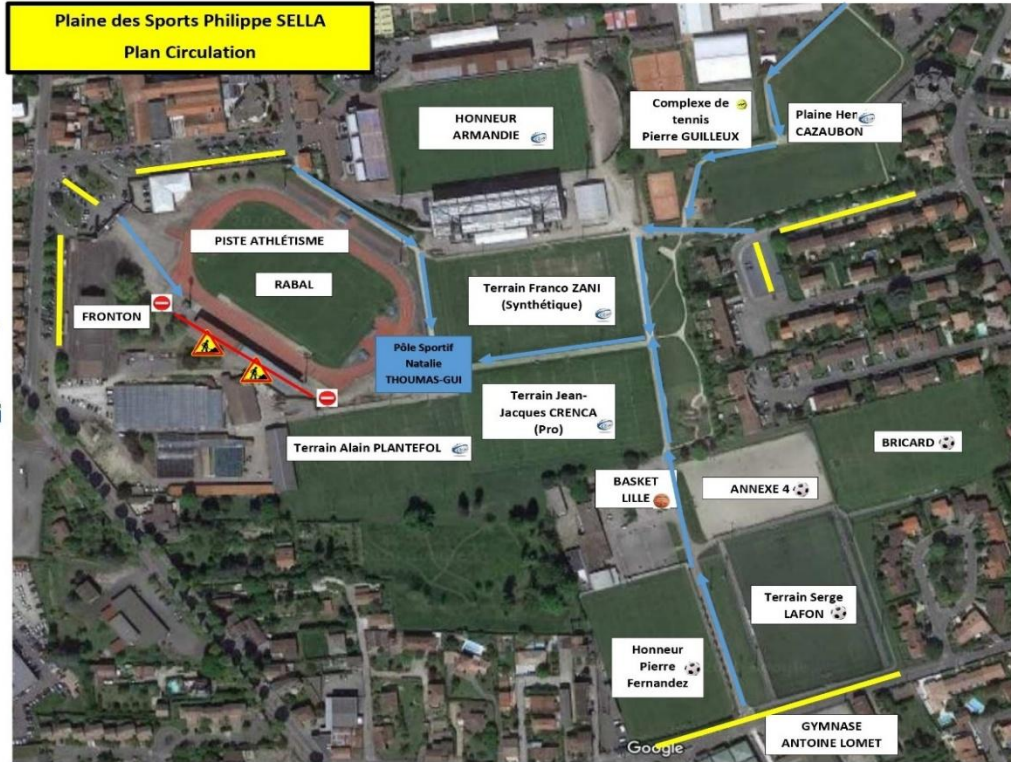 Plaine des Sports Philippe SELLA
Plan Circulation
HONNEUR
ARMANDIE
Complexe de
tennis
Pierre GUILLEUX
Plaine Hen
CAZAUBON
PISTE ATHLÉTISME
RABAL
FRONTON
Terrain Franco ZANI
(Synthétique)
Pôle Sportif
Natalie
THOUMAS-GUI
Terrain Jean-
Jacques CRENCA
(Pro)
Terrain Alain PLANTEFOL
BRICARD
BASKET
LILLE
ANNEXE 4
Terrain Serge
LAFON
Honneur
Pierre
Fernandez
GYMNASE
ANTOINE LOMET
Google